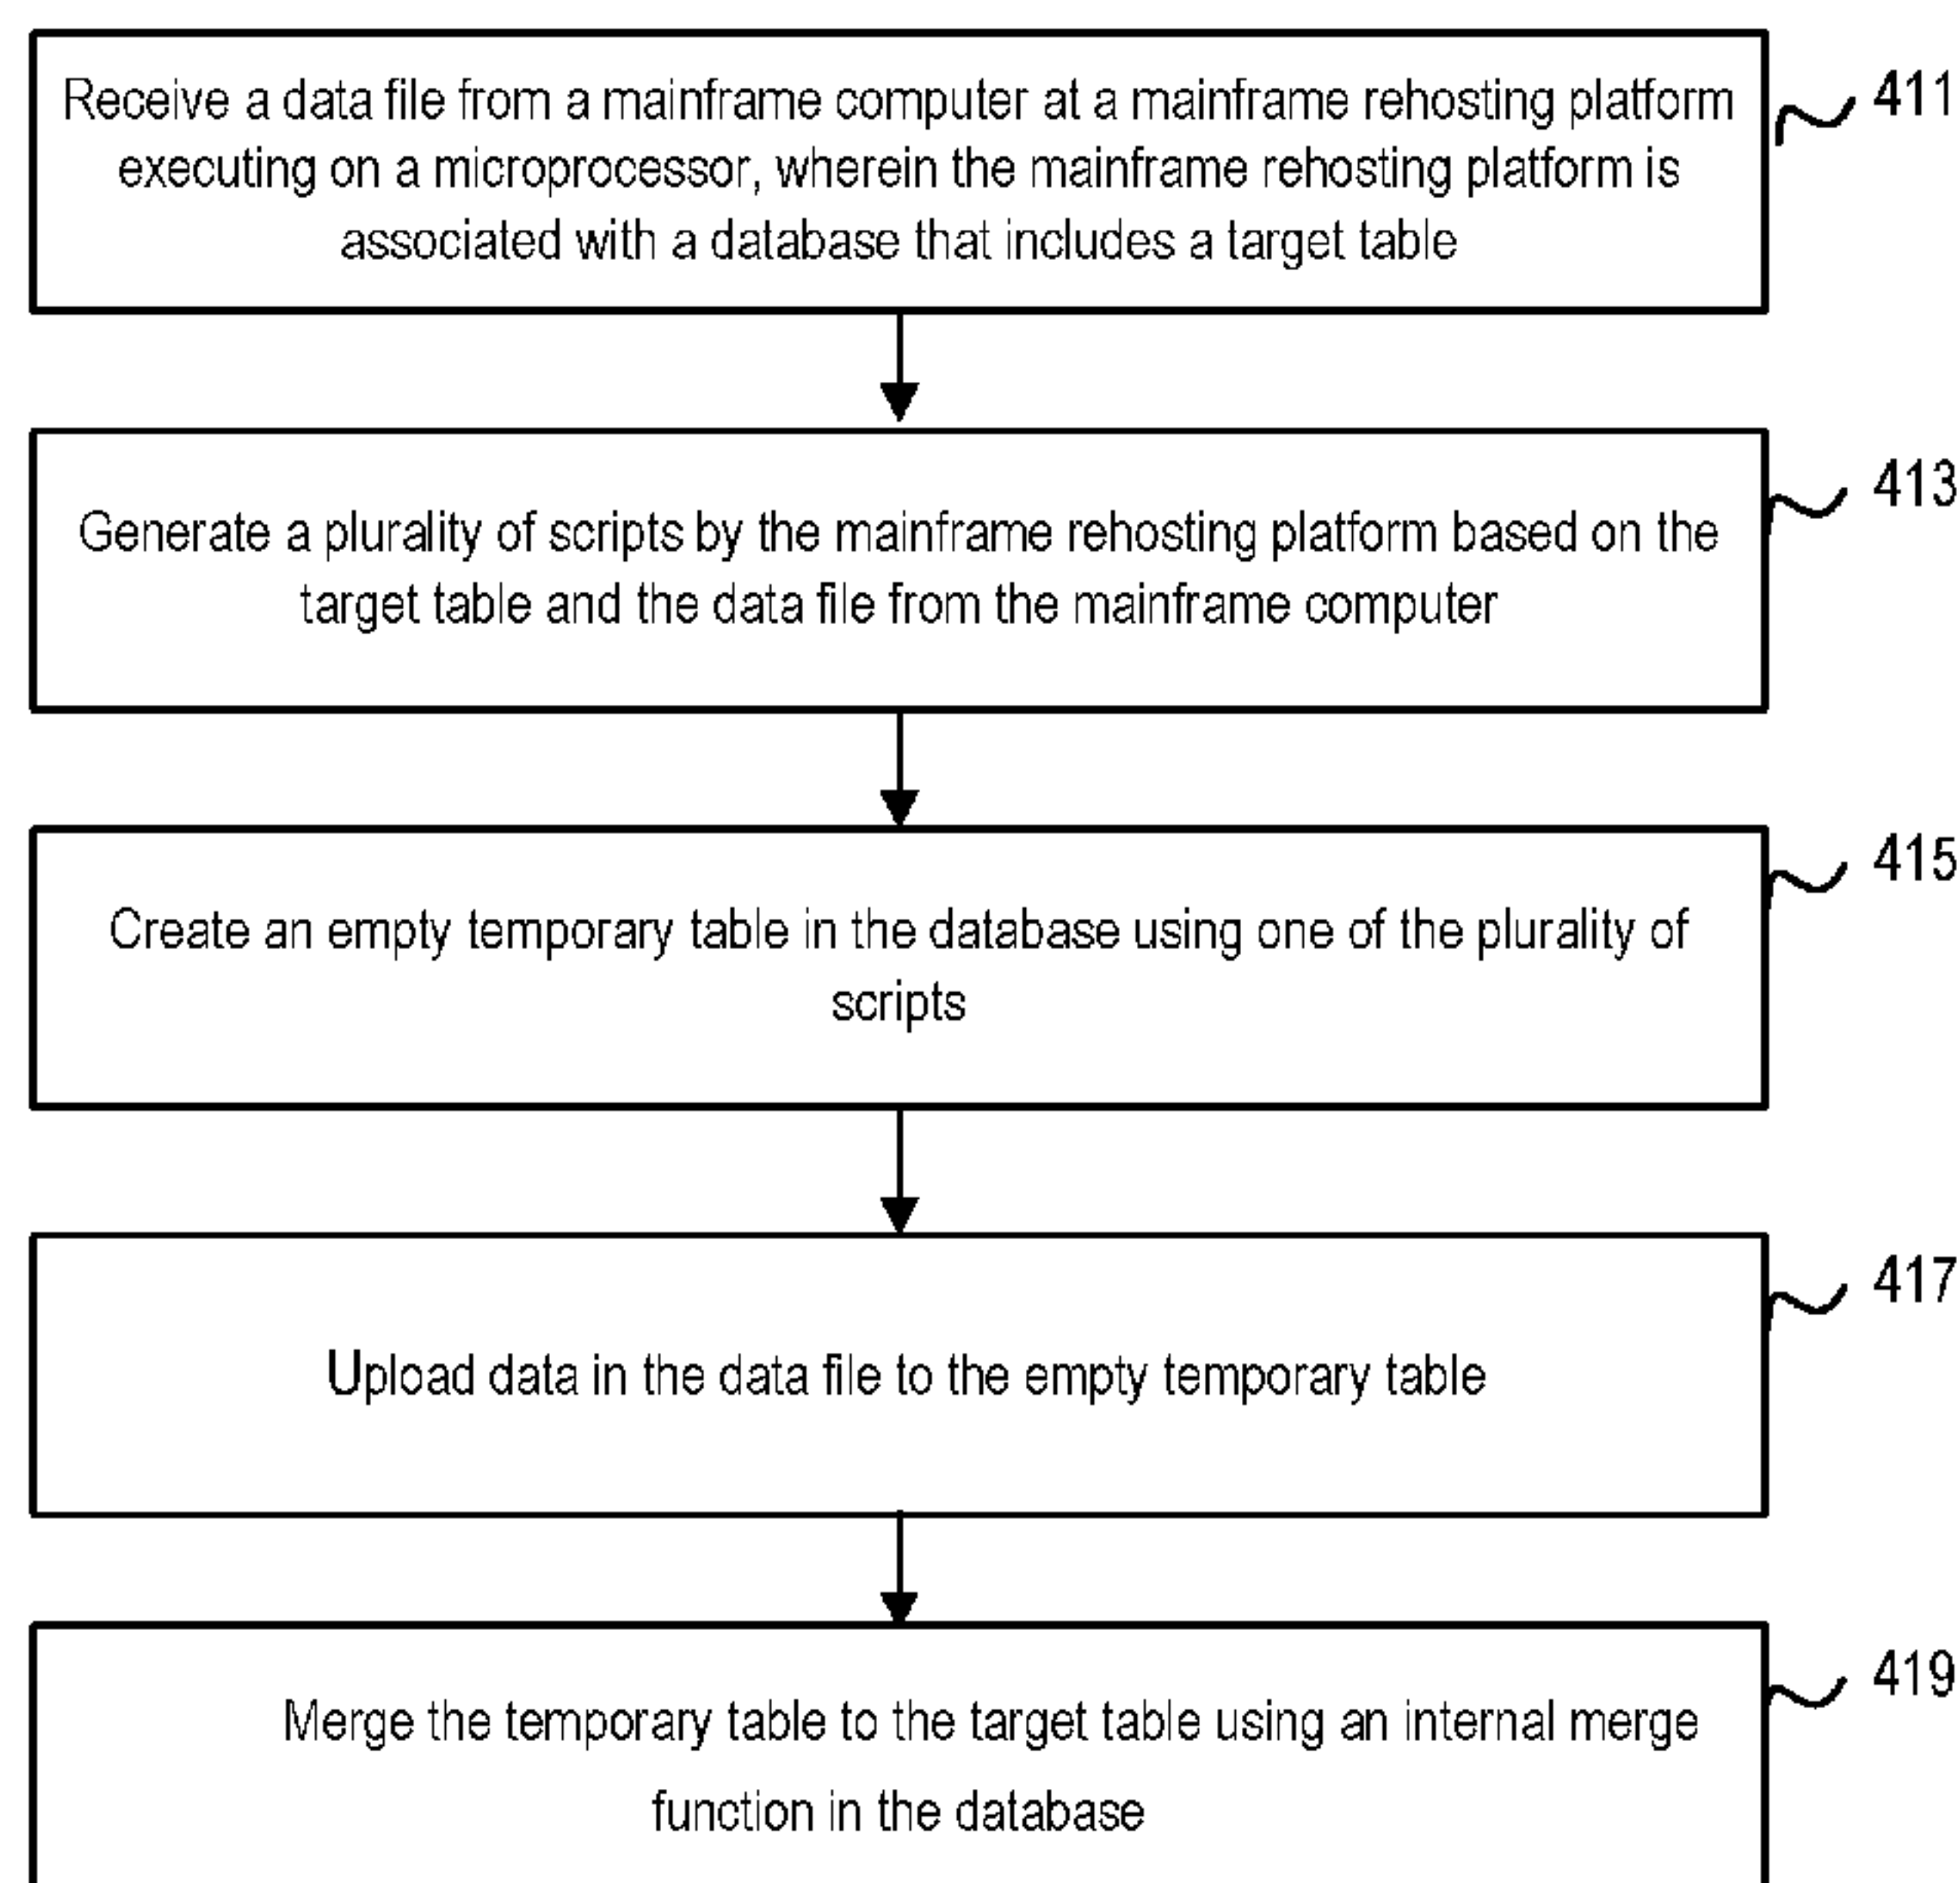 Receive a data file from a mainframe computer at a mainframe rehosting platform
executing on a microprocessor, wherein the mainframe rehosting platform is
associated with a database that includes a target table
411
Generate a plurality of scripts by the mainframe rehosting platform based on the
target table and the data file from the mainframe computer
413
Create an empty temporary table in the database using one of the plurality of
scripts
415
Upload data in the data file to the empty temporary table
417
Merge the temporary table to the target table using an internal merge
function in the database
419